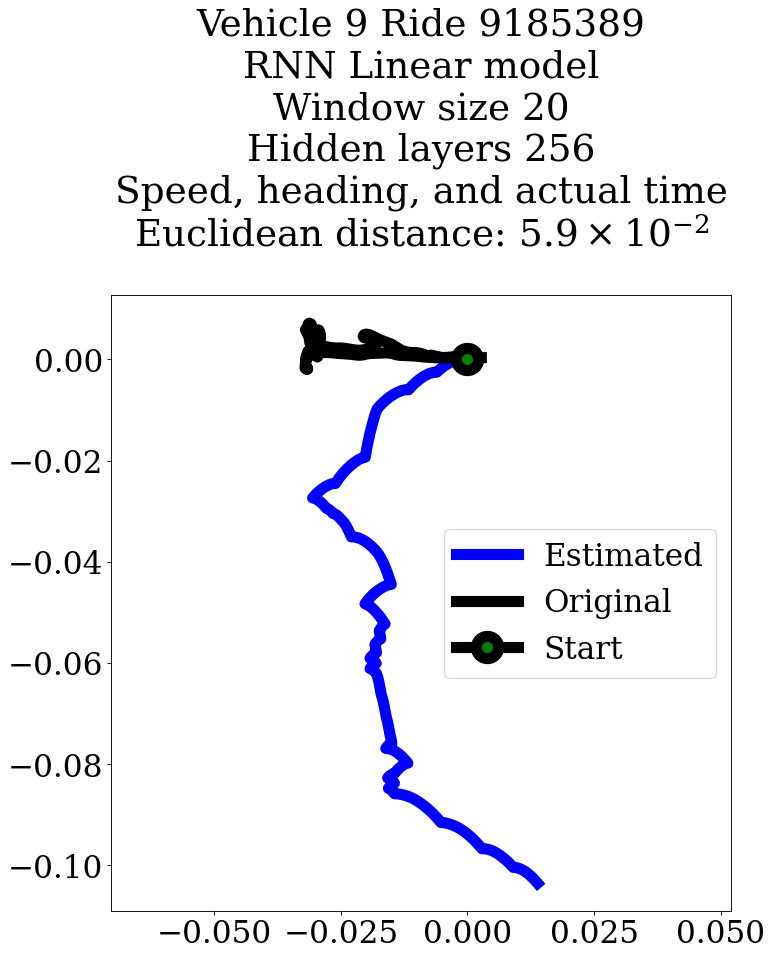 Vehicle 9 Ride 9185389
RNN Linear model
Window size 20
Hidden layers 256
Speed, heading, and actual time
Euclidean distance: 5.9 × 10⁻²
0.00
−0.02
−0.04
−0.06
−0.08
−0.10
Estimated
Original
Start
−0.050 −0.025 0.000 0.025 0.050